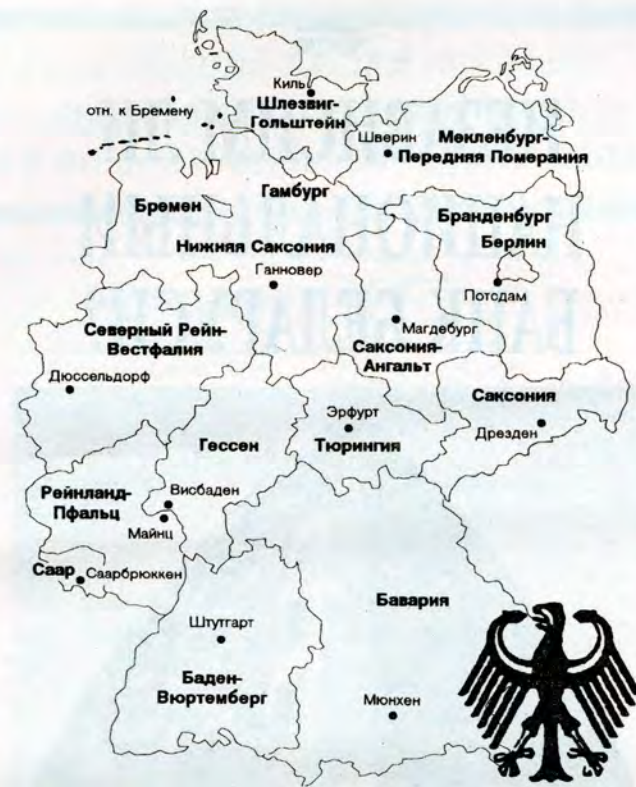 Киль
Шлезвиг-
Гольштейн
отн. к Бремену
Шверин
Мекленбург-
Передняя Померания
Гамбург
Бремен
Бранденбург
Берлин
Нижняя Саксония
Ганновер
Потсдам
Северный Рейн-
Вестфалия
Магдебург
Саксония-
Ангальт
Дюссельдорф
Саксония
Эрфурт
Гессен
Тюрингия
Дрезден
Рейнланд-
Пфальц
Висбаден
Майнц
Саар
Саарбрюккен
Бавария
Штутгарт
Баден-
Вюртемберг
Мюнхен